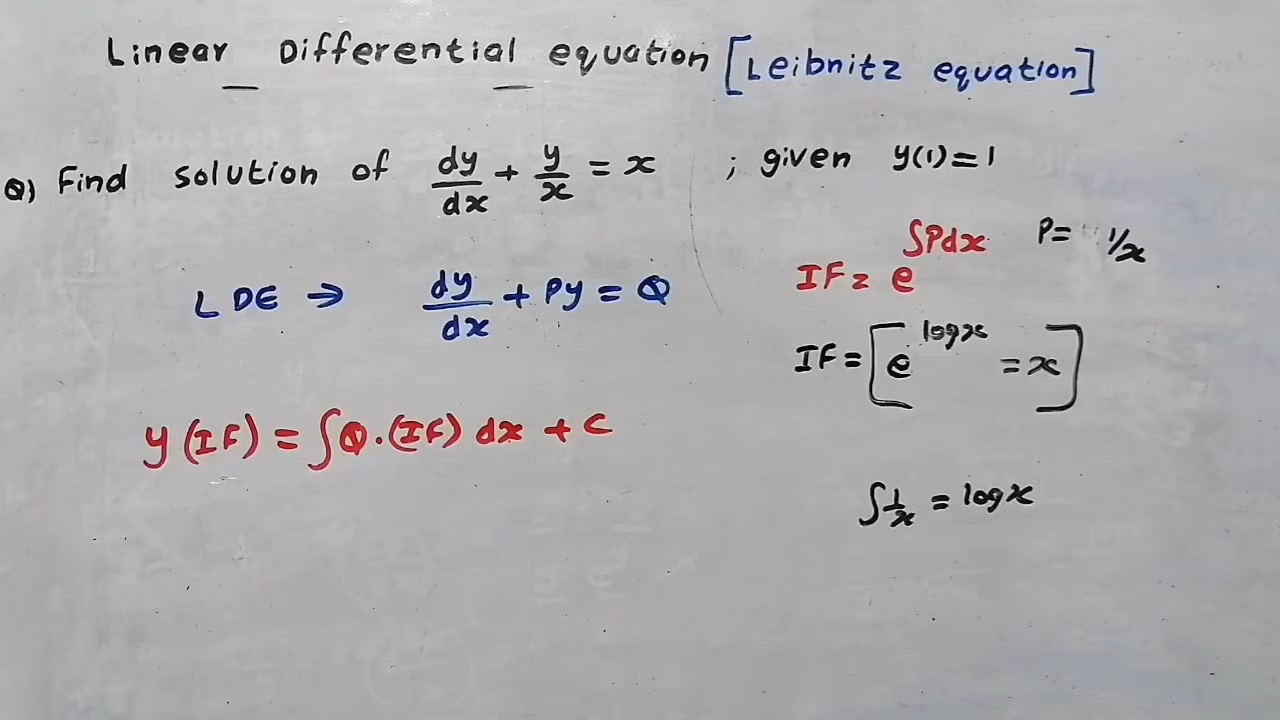 Linear Differential equation [Leibnitz equation]
Q) Find solution of dy/dx + y/x = x ; given y(1)=1
IF = e^∫Pdx P= 1/x
LDE → dy/dx + Py = Q
IF = [e^logx = x]
y(IF) = ∫Q.(IF) dx + C
∫1/x = logx